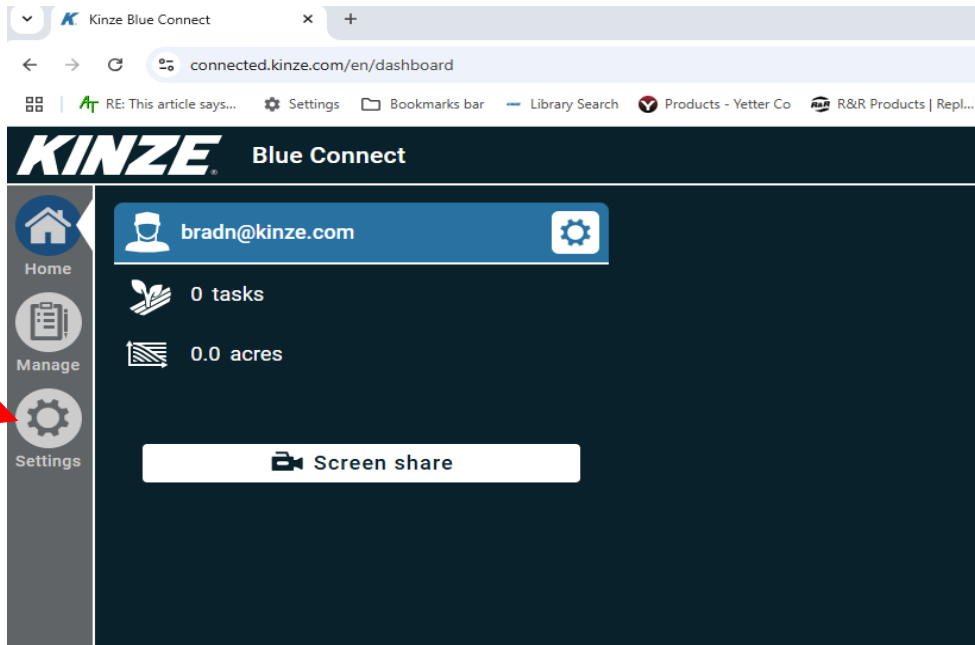 Kinze Blue Connect
connected.kinze.com/en/dashboard
RE: This article says... Settings Bookmarks bar Library Search Products - Yetter Co R&R Products | Repl...
KINZE® Blue Connect
Home
Manage
Settings
bradn@kinze.com
0 tasks
0.0 acres
Screen share